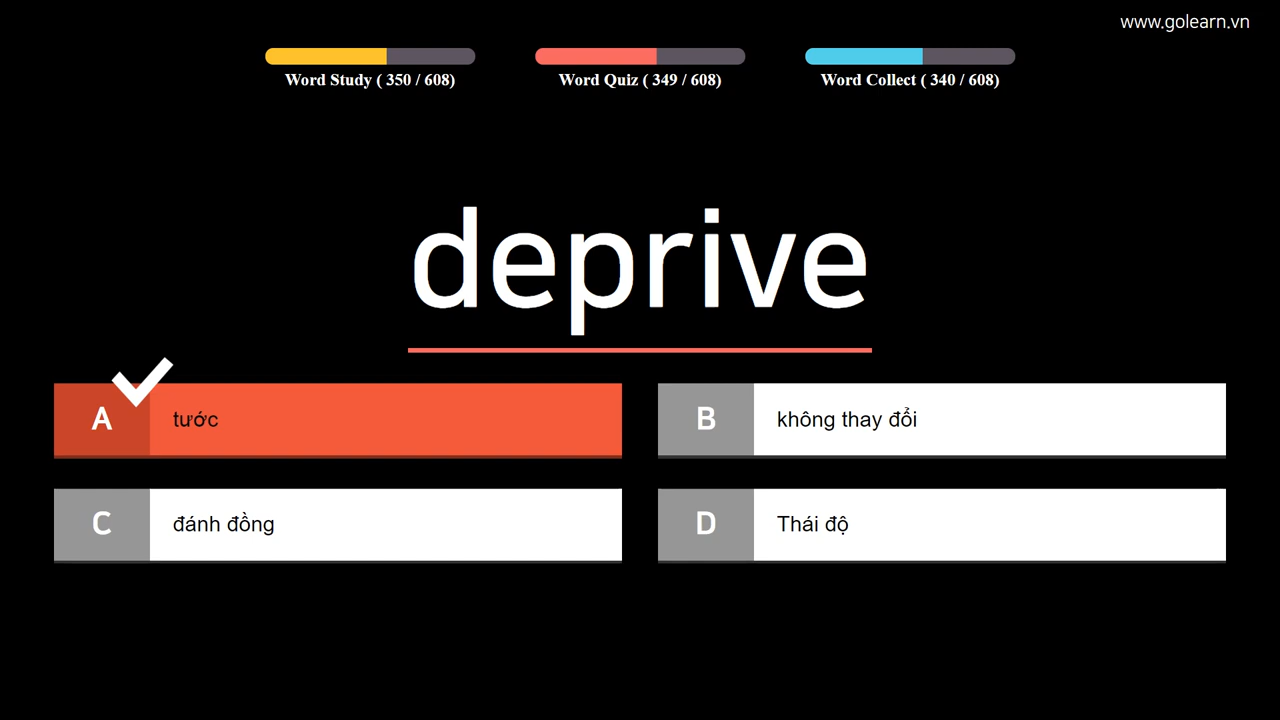 www.golearn.vn
Word Study ( 350 / 608)
Word Quiz ( 349 / 608)
Word Collect ( 340 / 608)
deprive
A tước
B không thay đổi
C đánh đồng
D Thái độ